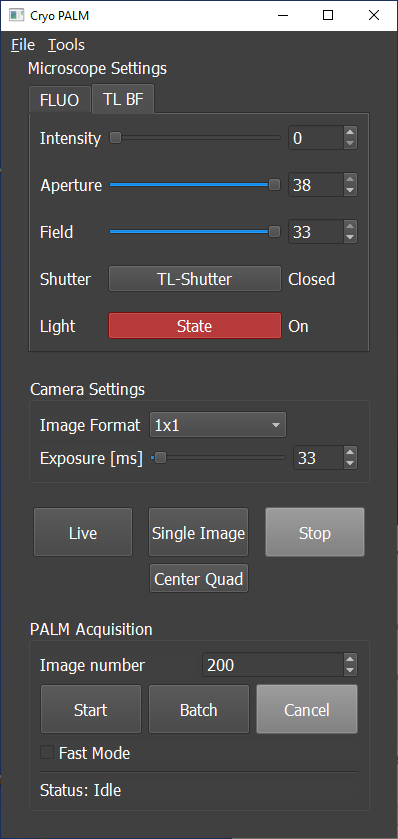 Cryo PALM
File Tools
Microscope Settings
FLUO TL BF
Intensity 0
Aperture 38
Field 33
Shutter TL-Shutter Closed
Light State On
Camera Settings
Image Format 1x1
Exposure [ms] 33
Live Single Image Stop
Center Quad
PALM Acquisition
Image number 200
Start Batch Cancel
Fast Mode
Status: Idle